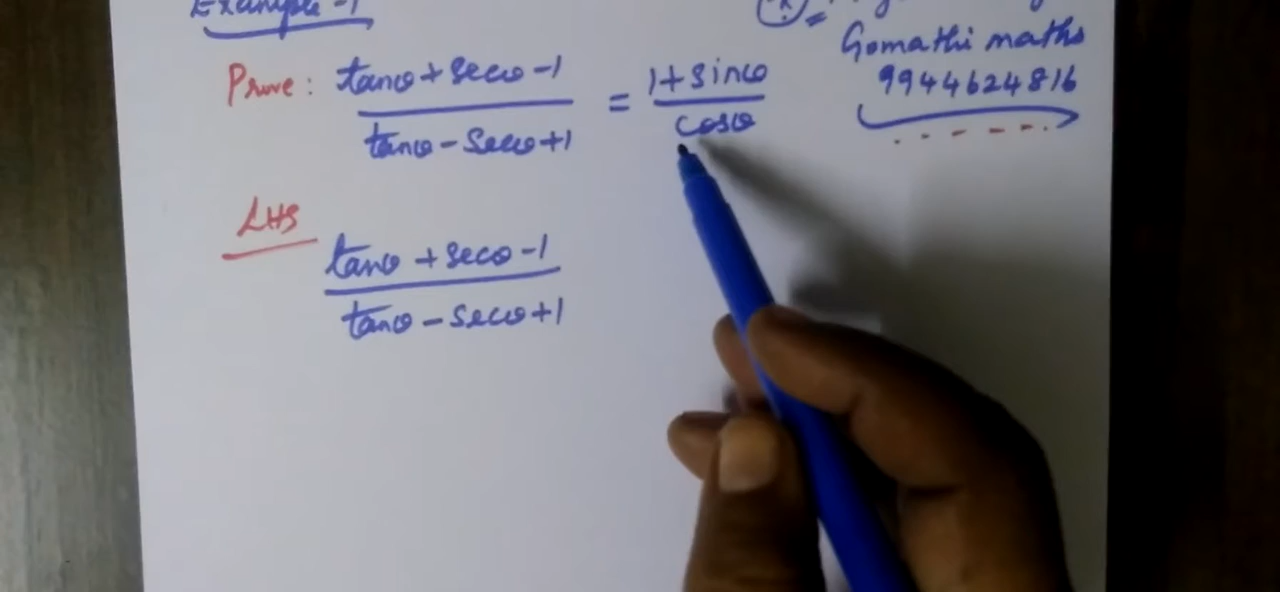 Example-1
Gomathi maths
9944624816
Prove: tanθ+secθ-1 / tanθ-secθ+1 = 1+sinθ / cosθ
LHS
tanθ+secθ-1
tanθ-secθ+1